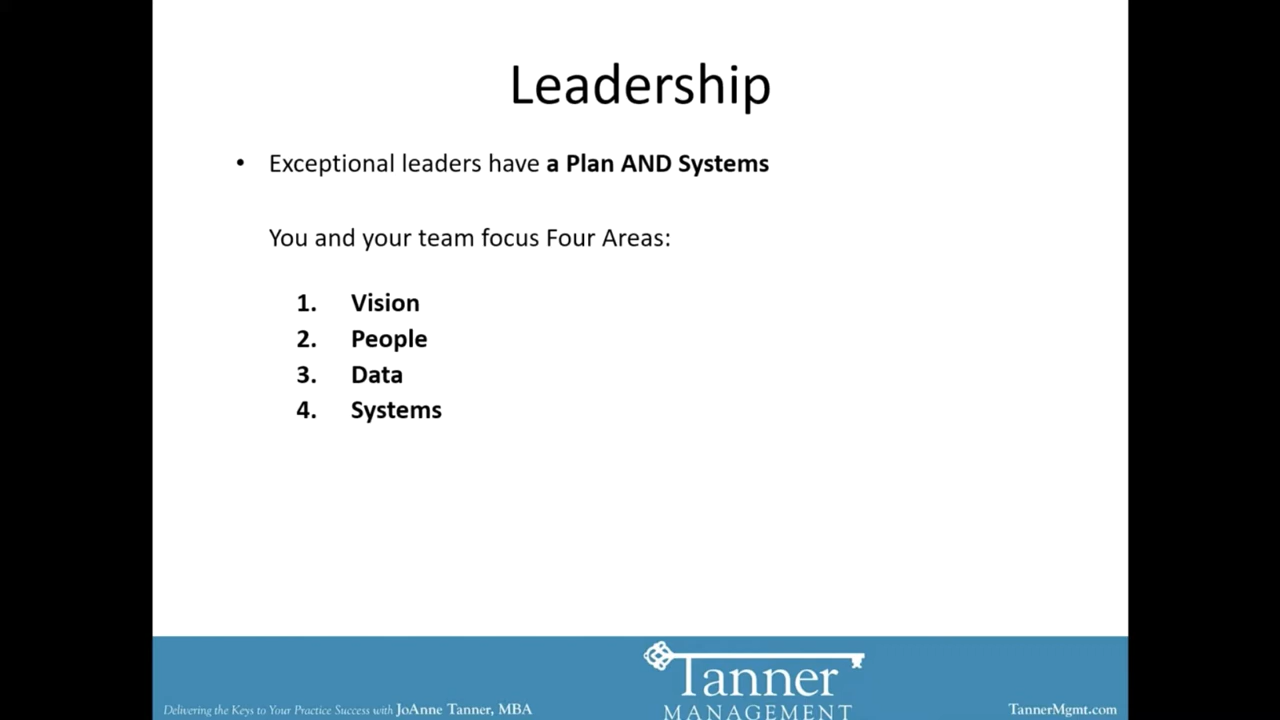 Leadership
• Exceptional leaders have a Plan AND Systems
You and your team focus Four Areas:
1. Vision
2. People
3. Data
4. Systems
Tanner
MANAGEMENT
Delivering the Keys to Your Practice Success with JoAnne Tanner, MBA
TannerMgmt.com